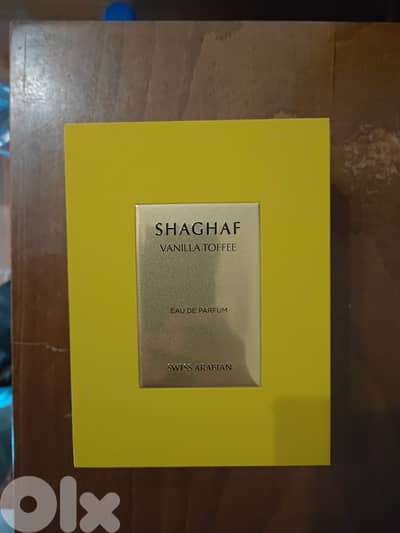 SHAGHAF
VANILLA TOFFEE
EAU DE PARFUM
SWISS ARABIAN
OLX